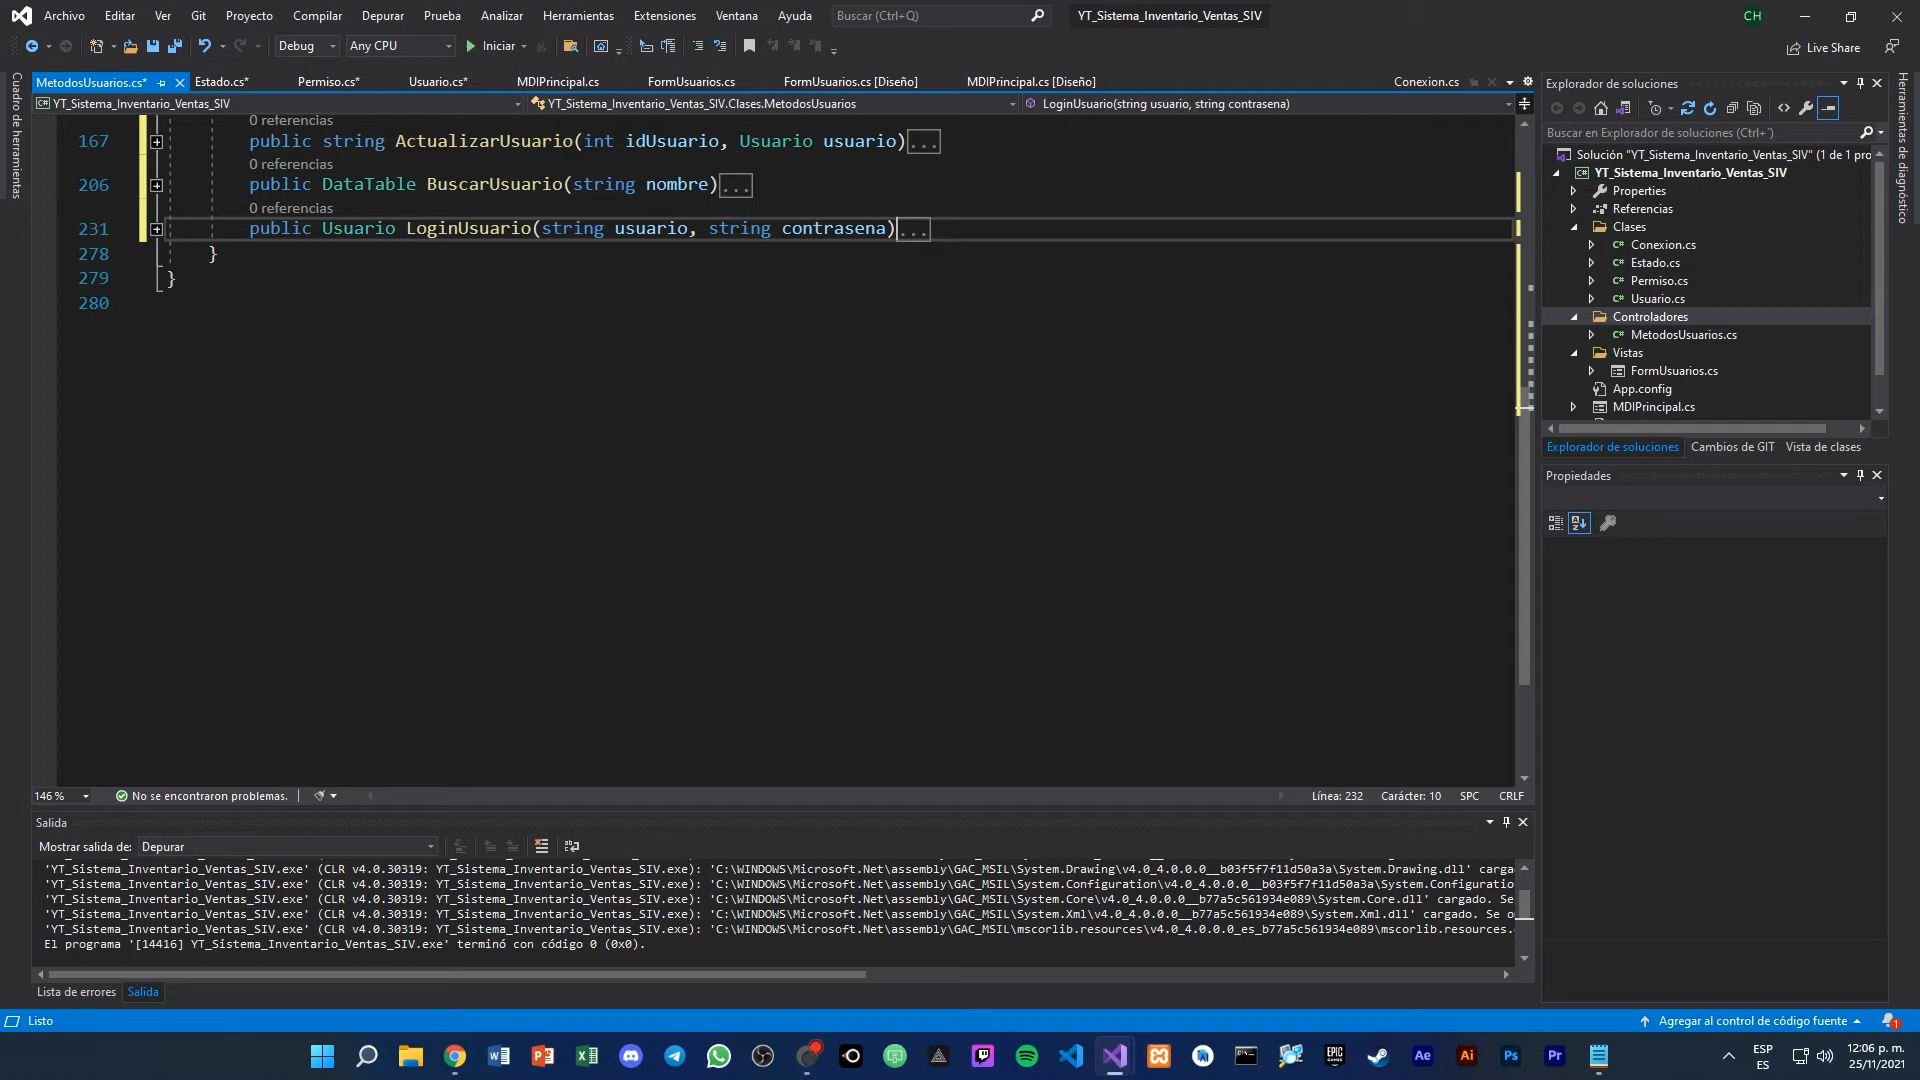 Archivo Editar Ver Git Proyecto Compilar Depurar Prueba Analizar Herramientas Extensiones Ventana Ayuda Buscar (Ctrl+Q) YT_Sistema_Inventario_Ventas_SIV CH
Debug Any CPU Iniciar Live Share
Cuadro de herramientas
MetodosUsuarios.cs* Estado.cs* Permiso.cs* Usuario.cs* MDIPrincipal.cs FormUsuarios.cs FormUsuarios.cs [Diseño] MDIPrincipal.cs [Diseño] Conexion.cs
YT_Sistema_Inventario_Ventas_SIV YT_Sistema_Inventario_Ventas_SIV.Clases.MetodosUsuarios LoginUsuario(string usuario, string contrasena)
0 referencias
167 public string ActualizarUsuario(int idUsuario, Usuario usuario)...
0 referencias
206 public DataTable BuscarUsuario(string nombre)...
0 referencias
231 public Usuario LoginUsuario(string usuario, string contrasena)...
278 }
279 }
280
146 % No se encontraron problemas. Línea: 232 Carácter: 10 SPC CRLF
Explorador de soluciones
Buscar en Explorador de soluciones (Ctrl+´)
Solución "YT_Sistema_Inventario_Ventas_SIV" (1 de 1 pro
C# YT_Sistema_Inventario_Ventas_SIV
Properties
Referencias
Clases
C# Conexion.cs
C# Estado.cs
C# Permiso.cs
C# Usuario.cs
Controladores
C# MetodosUsuarios.cs
Vistas
FormUsuarios.cs
App.config
MDIPrincipal.cs
Explorador de soluciones Cambios de GIT Vista de clases
Propiedades
Herramientas de diagnóstico
Salida
Mostrar salida de: Depurar
'YT_Sistema_Inventario_Ventas_SIV.exe' (CLR v4.0.30319: YT_Sistema_Inventario_Ventas_SIV.exe): 'C:\WINDOWS\Microsoft.Net\assembly\GAC_MSIL\System.Drawing\v4.0_4.0.0.0__b03f5f7f11d50a3a\System.Drawing.dll' carga
'YT_Sistema_Inventario_Ventas_SIV.exe' (CLR v4.0.30319: YT_Sistema_Inventario_Ventas_SIV.exe): 'C:\WINDOWS\Microsoft.Net\assembly\GAC_MSIL\System.Configuration\v4.0_4.0.0.0__b03f5f7f11d50a3a\System.Configuratio
'YT_Sistema_Inventario_Ventas_SIV.exe' (CLR v4.0.30319: YT_Sistema_Inventario_Ventas_SIV.exe): 'C:\WINDOWS\Microsoft.Net\assembly\GAC_MSIL\System.Core\v4.0_4.0.0.0__b77a5c561934e089\System.Core.dll' cargado. Se
'YT_Sistema_Inventario_Ventas_SIV.exe' (CLR v4.0.30319: YT_Sistema_Inventario_Ventas_SIV.exe): 'C:\WINDOWS\Microsoft.Net\assembly\GAC_MSIL\System.Xml\v4.0_4.0.0.0__b77a5c561934e089\System.Xml.dll' cargado. Se o
'YT_Sistema_Inventario_Ventas_SIV.exe' (CLR v4.0.30319: YT_Sistema_Inventario_Ventas_SIV.exe): 'C:\WINDOWS\Microsoft.Net\assembly\GAC_MSIL\mscorlib.resources\v4.0_4.0.0.0_es_b77a5c561934e089\mscorlib.resources.
El programa '[14416] YT_Sistema_Inventario_Ventas_SIV.exe' terminó con código 0 (0x0).
Lista de errores Salida
Listo Agregar al control de código fuente 1
Ae Ai Ps Pr
ESP
ES
12:06 p. m.
25/11/2021